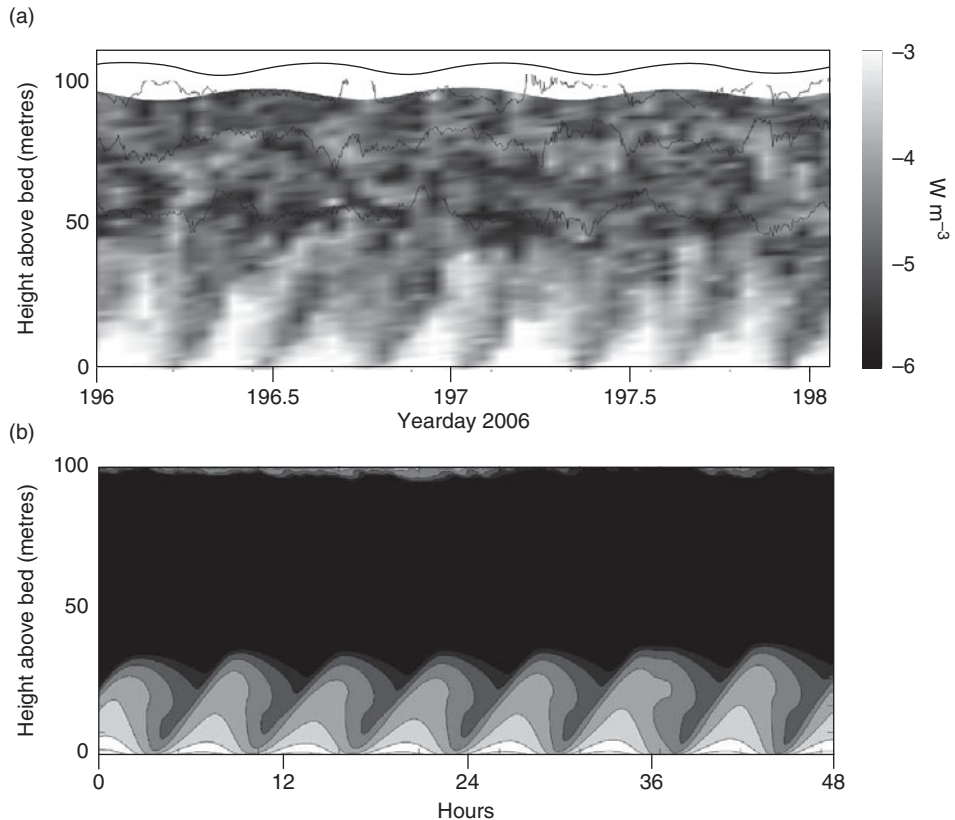 (a)
Height above bed (metres)
100
50
0
196
196.5
197
197.5
198
Yearday 2006
–3
–4
–5
–6
W m⁻³
(b)
Height above bed (metres)
100
50
0
0
12
24
36
48
Hours